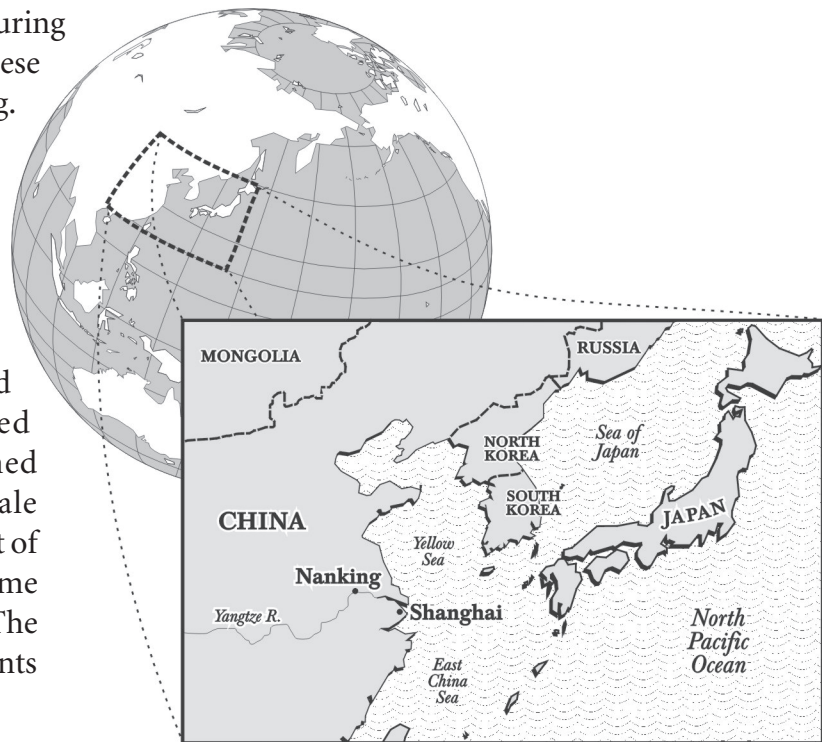 uring
ese
g.
d
ed
ned
ale
t of
me
The
nts
MONGOLIA
RUSSIA
NORTH
KOREA
Sea of
Japan
SOUTH
KOREA
JAPAN
CHINA
Yellow
Sea
Nanking
Shanghai
Yangtze R.
North
Pacific
Ocean
East
China
Sea